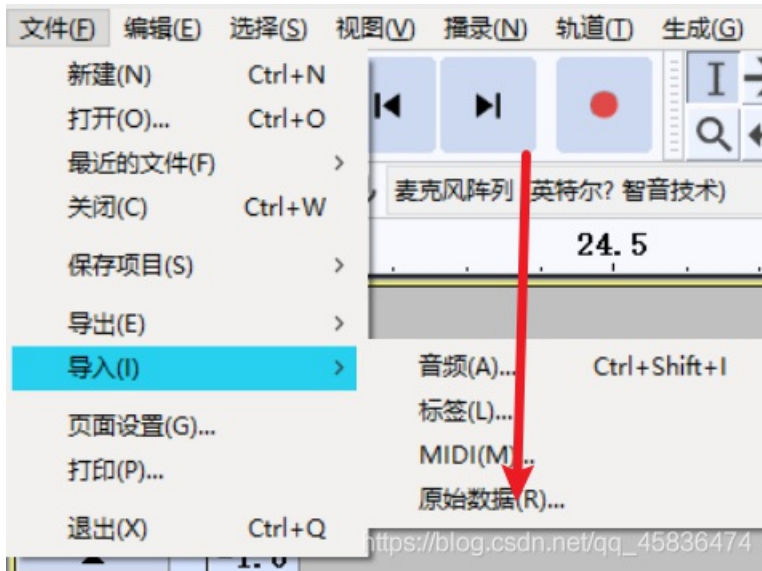 文件(F) 编辑(E) 选择(S) 视图(V) 播录(N) 轨道(T) 生成(G)
新建(N) Ctrl+N
打开(O)... Ctrl+O
最近的文件(F) >
关闭(C) Ctrl+W
麦克风阵列 (英特尔? 智音技术)
24.5
保存项目(S) >
导出(E) >
导入(I) >
音频(A)... Ctrl+Shift+I
标签(L)...
MIDI(M)...
原始数据(R)...
页面设置(G)...
打印(P)...
退出(X) Ctrl+Q
https://blog.csdn.net/qq_45836474
-1.0